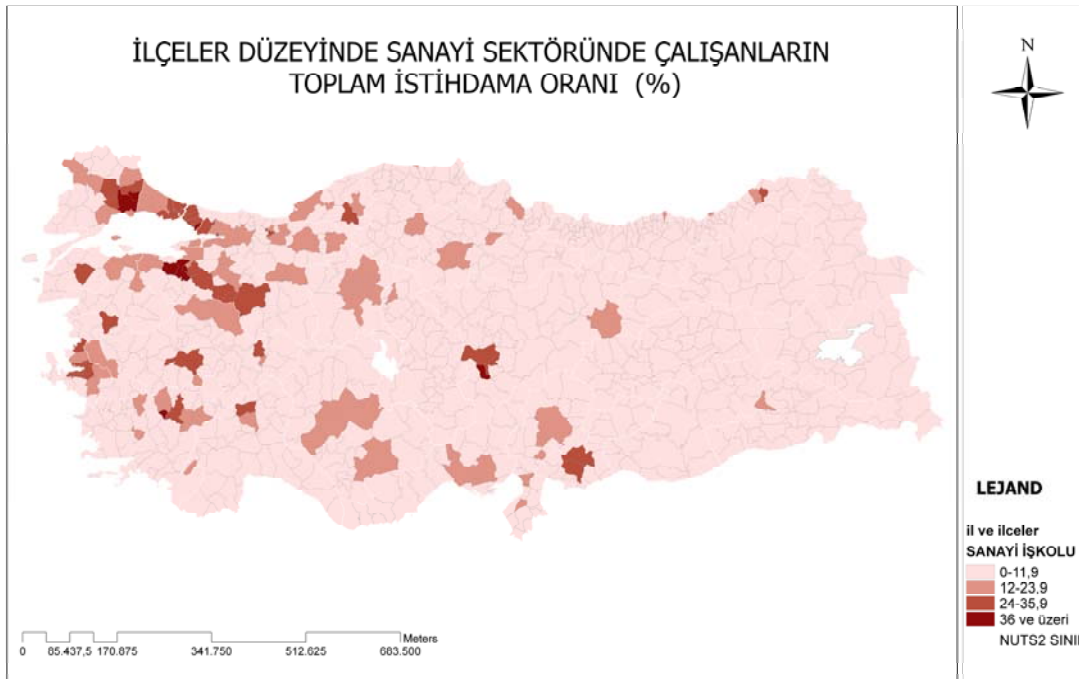 İLÇELER DÜZEYİNDE SANAYİ SEKTÖRÜNDE ÇALIŞANLARIN
TOPLAM İSTİHDAMA ORANI (%)
N
LEJAND
il ve ilceler
SANAYİ İŞKOLU
0-11,9
12-23,9
24-35,9
36 ve üzeri
NUTS2 SINI
Meters
0 85.437,5 170.875 341.750 512.625 683.500